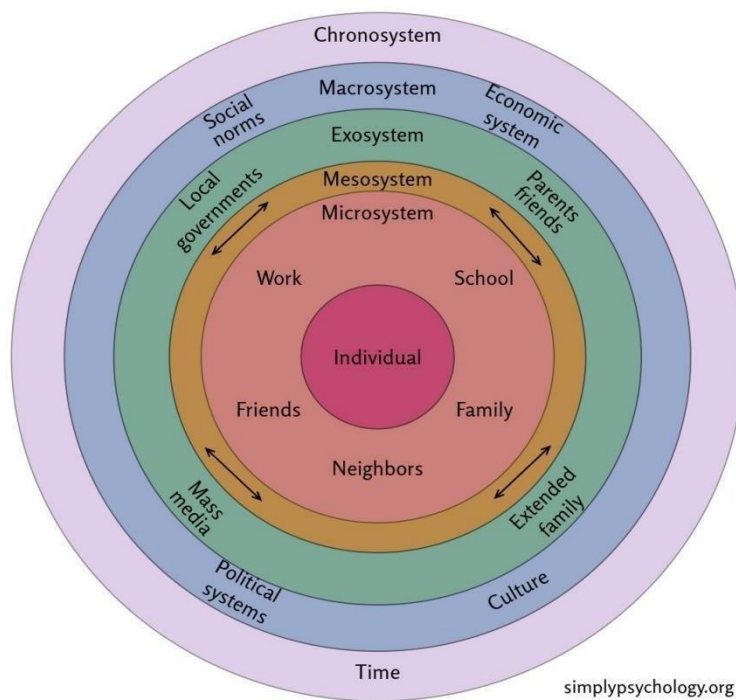 Chronosystem
Macrosystem
Social
norms
Economic
system
Exosystem
Local
governments
Parents
friends
Mesosystem
Microsystem
Work
School
Individual
Friends
Family
Neighbors
Mass
media
Extended
family
Political
systems
Culture
Time
simplypsychology.org